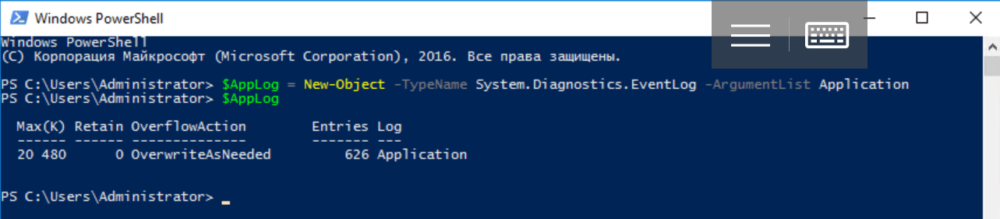 Windows PowerShell
Windows PowerShell
(C) Корпорация Майкрософт (Microsoft Corporation), 2016. Все права защищены.
PS C:\Users\Administrator> $AppLog = New-Object -TypeName System.Diagnostics.EventLog -ArgumentList Application
PS C:\Users\Administrator> $AppLog
Max(K) Retain OverflowAction Entries Log
------ ------ -------------- ------- ---
20 480 0 OverwriteAsNeeded 626 Application
PS C:\Users\Administrator> _